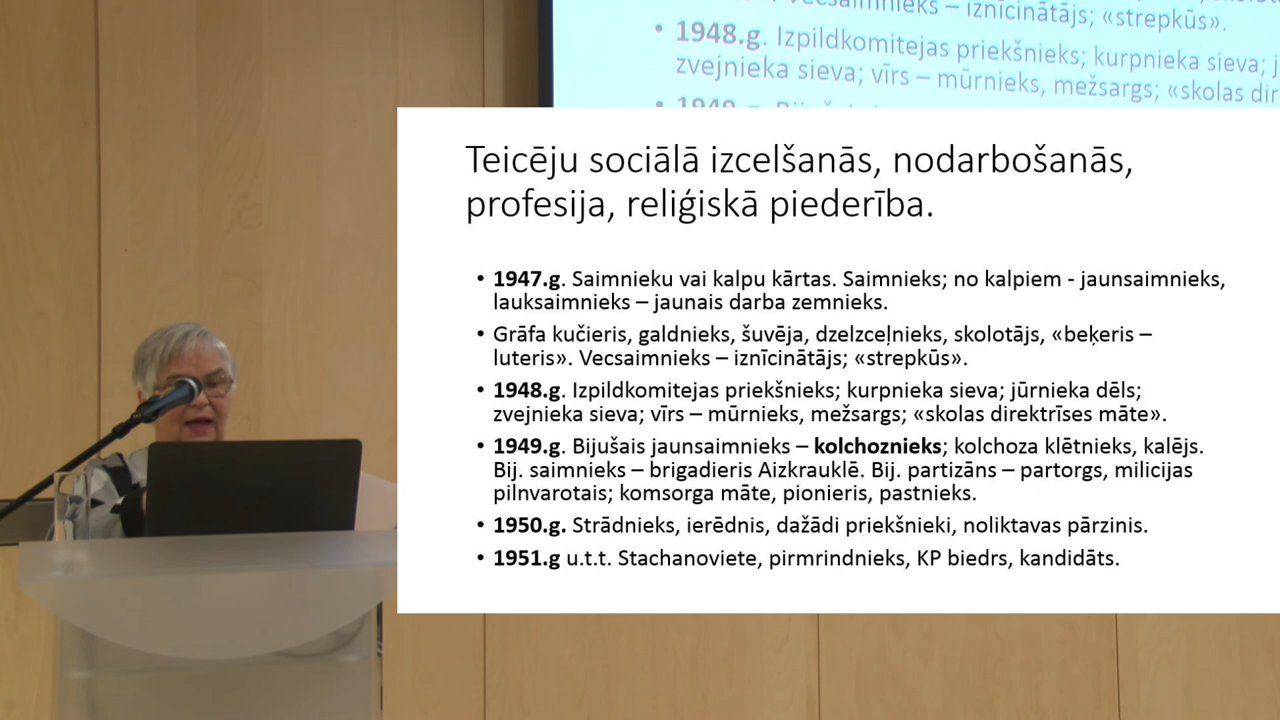 Vecsaimnieks – iznīcinātājs; «strepkūs».
• 1948.g. Izpildkomitejas priekšnieks; kurpnieka sieva; j
zvejnieka sieva; vīrs – mūrnieks, mežsargs; «skolas dir
• 1949.g.
Teicēju sociālā izcelšanās, nodarbošanās,
profesija, reliģiskā piederība.
• 1947.g. Saimnieku vai kalpu kārtas. Saimnieks; no kalpiem - jaunsaimnieks,
lauksaimnieks – jaunais darba zemnieks.
• Grāfa kučieris, galdnieks, šuvēja, dzelzceļnieks, skolotājs, «beķeris –
luteris». Vecsaimnieks – iznīcinātājs; «strepkūs».
• 1948.g. Izpildkomitejas priekšnieks; kurpnieka sieva; jūrnieka dēls;
zvejnieka sieva; vīrs – mūrnieks, mežsargs; «skolas direktrīses māte».
• 1949.g. Bijušais jaunsaimnieks – kolchoznieks; kolchoza klētnieks, kalējs.
Bij. saimnieks – brigadieris Aizkrauklē. Bij. partizāns – partorgs, milicijas
pilnvarotais; komsorga māte, pionieris, pastnieks.
• 1950.g. Strādnieks, ierēdnis, dažādi priekšnieki, noliktavas pārzinis.
• 1951.g u.t.t. Stachanoviete, pirmrindnieks, KP biedrs, kandidāts.